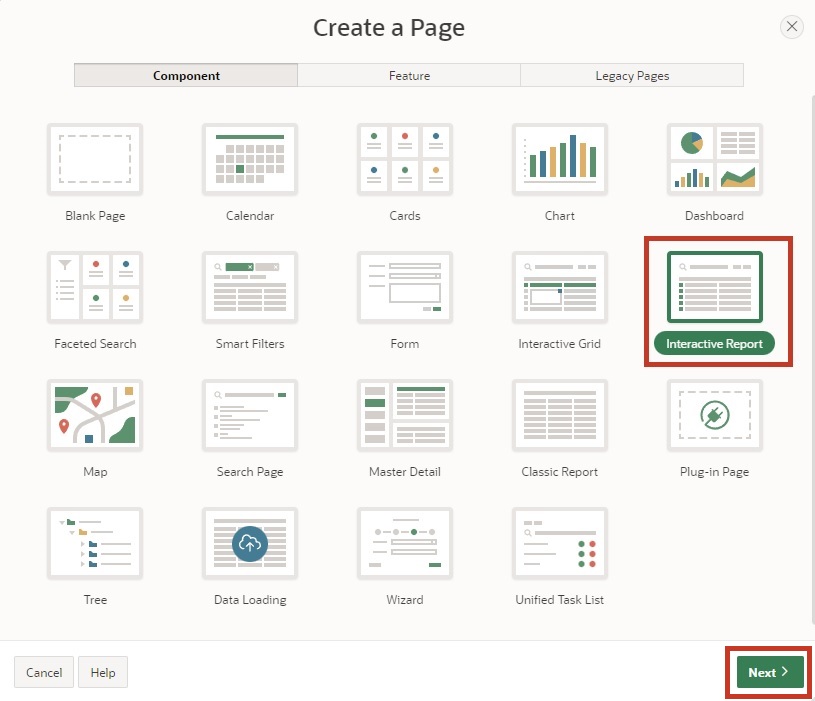 Create a Page
Component Feature Legacy Pages
Blank Page Calendar Cards Chart Dashboard
Faceted Search Smart Filters Form Interactive Grid Interactive Report
Map Search Page Master Detail Classic Report Plug-in Page
Tree Data Loading Wizard Unified Task List
Cancel Help Next